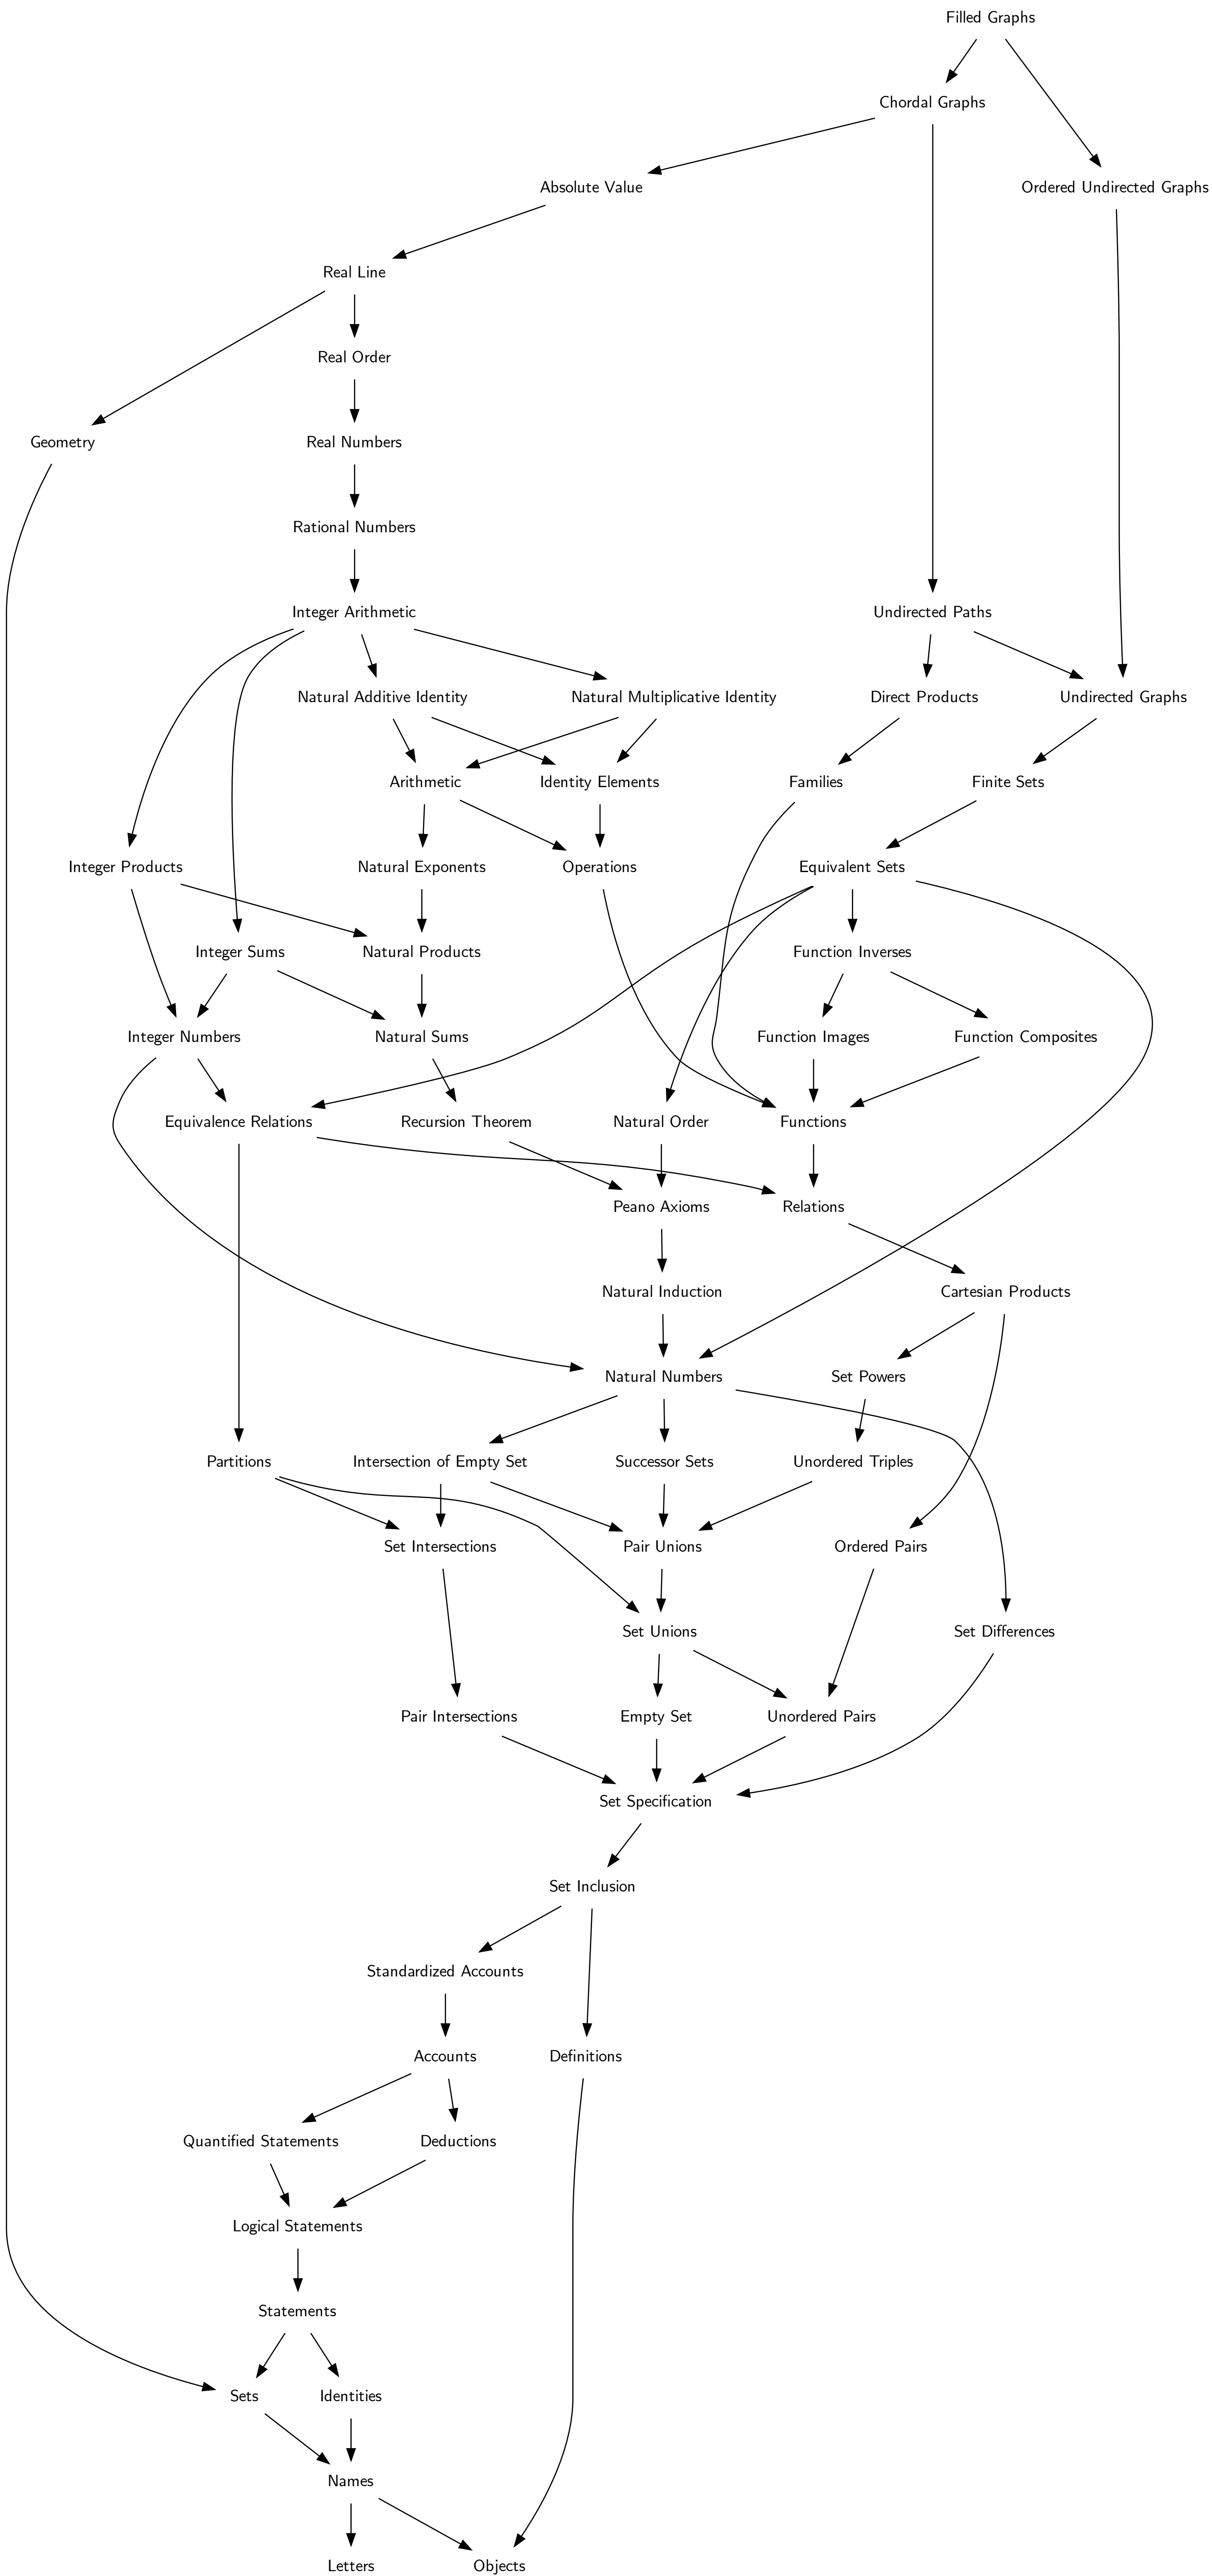 Filled Graphs
Chordal Graphs
Absolute Value
Ordered Undirected Graphs
Real Line
Real Order
Geometry
Real Numbers
Rational Numbers
Integer Arithmetic
Undirected Paths
Natural Additive Identity
Natural Multiplicative Identity
Direct Products
Undirected Graphs
Arithmetic
Identity Elements
Families
Finite Sets
Integer Products
Natural Exponents
Operations
Equivalent Sets
Integer Sums
Natural Products
Function Inverses
Integer Numbers
Natural Sums
Function Images
Function Composites
Equivalence Relations
Recursion Theorem
Natural Order
Functions
Peano Axioms
Relations
Natural Induction
Cartesian Products
Natural Numbers
Set Powers
Partitions
Intersection of Empty Set
Successor Sets
Unordered Triples
Set Intersections
Pair Unions
Ordered Pairs
Set Unions
Set Differences
Pair Intersections
Empty Set
Unordered Pairs
Set Specification
Set Inclusion
Standardized Accounts
Accounts
Definitions
Quantified Statements
Deductions
Logical Statements
Statements
Sets
Identities
Names
Letters
Objects